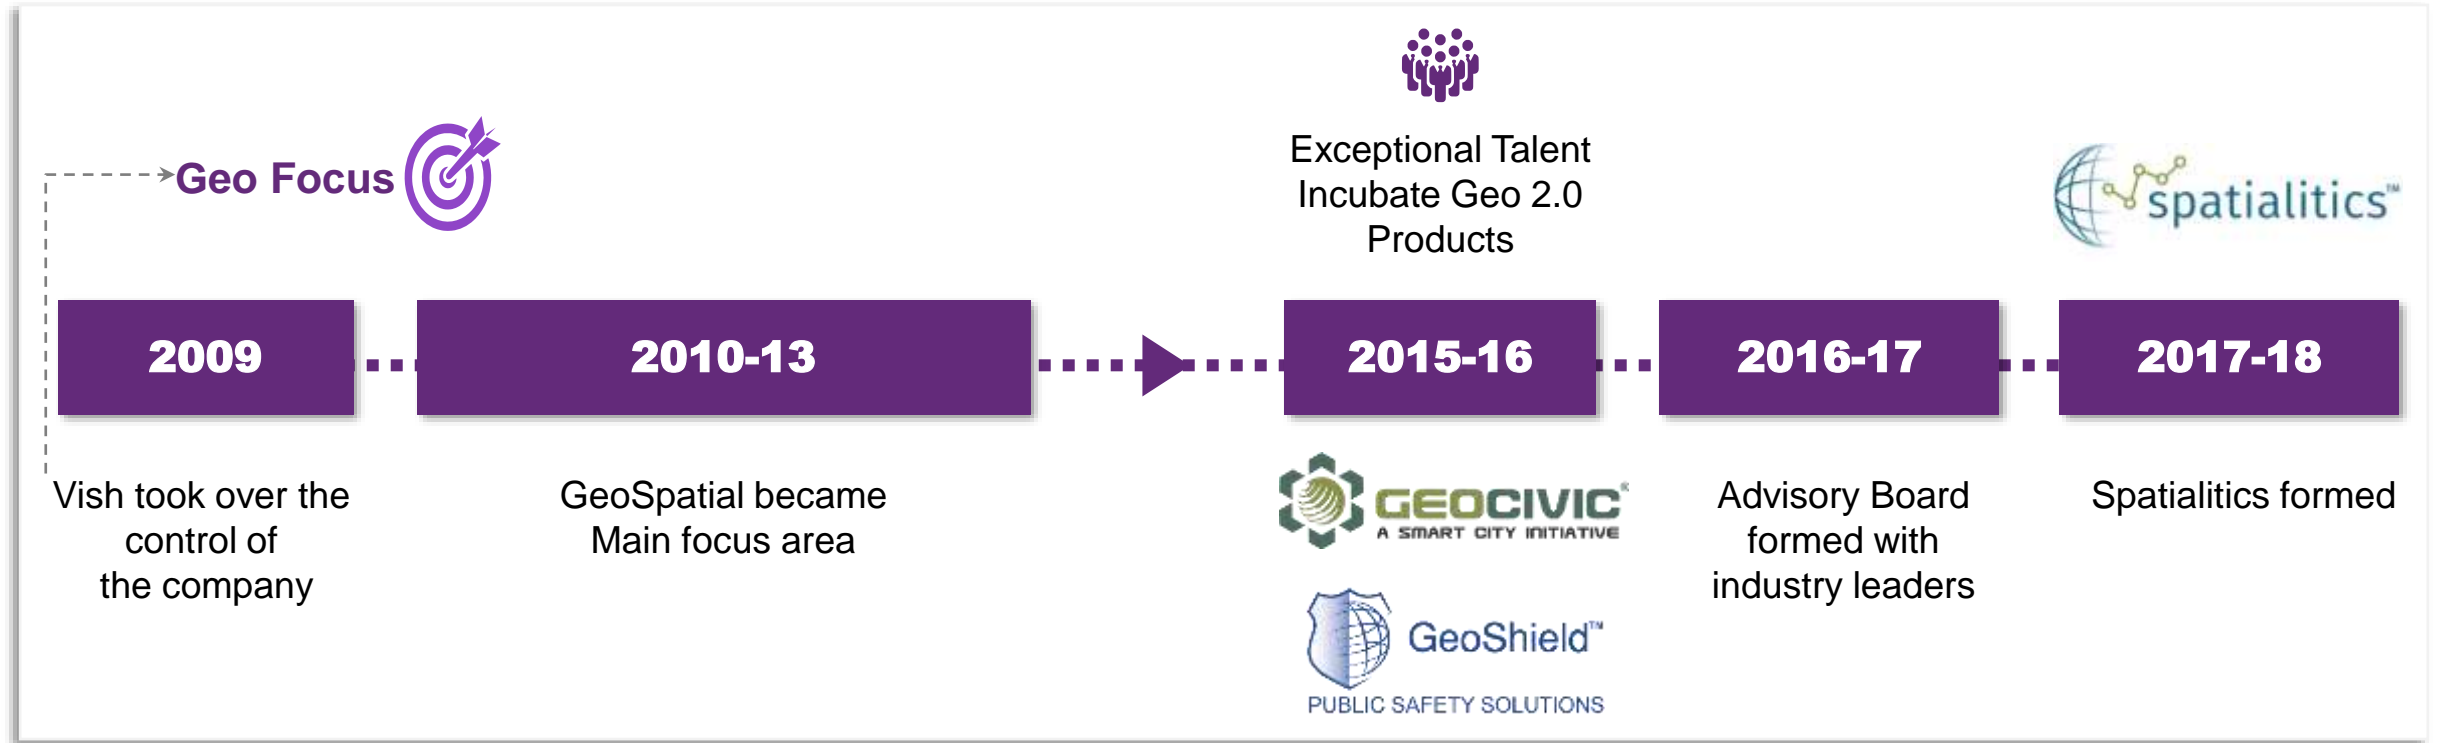 Exceptional Talent
Incubate Geo 2.0
Products
Geo Focus
spatialitics™
2009
2010-13
2015-16
2016-17
2017-18
Vish took over the
control of
the company
GeoSpatial became
Main focus area
GEOCIVIC®
A SMART CITY INITIATIVE
GeoShield™
PUBLIC SAFETY SOLUTIONS
Advisory Board
formed with
industry leaders
Spatialitics formed